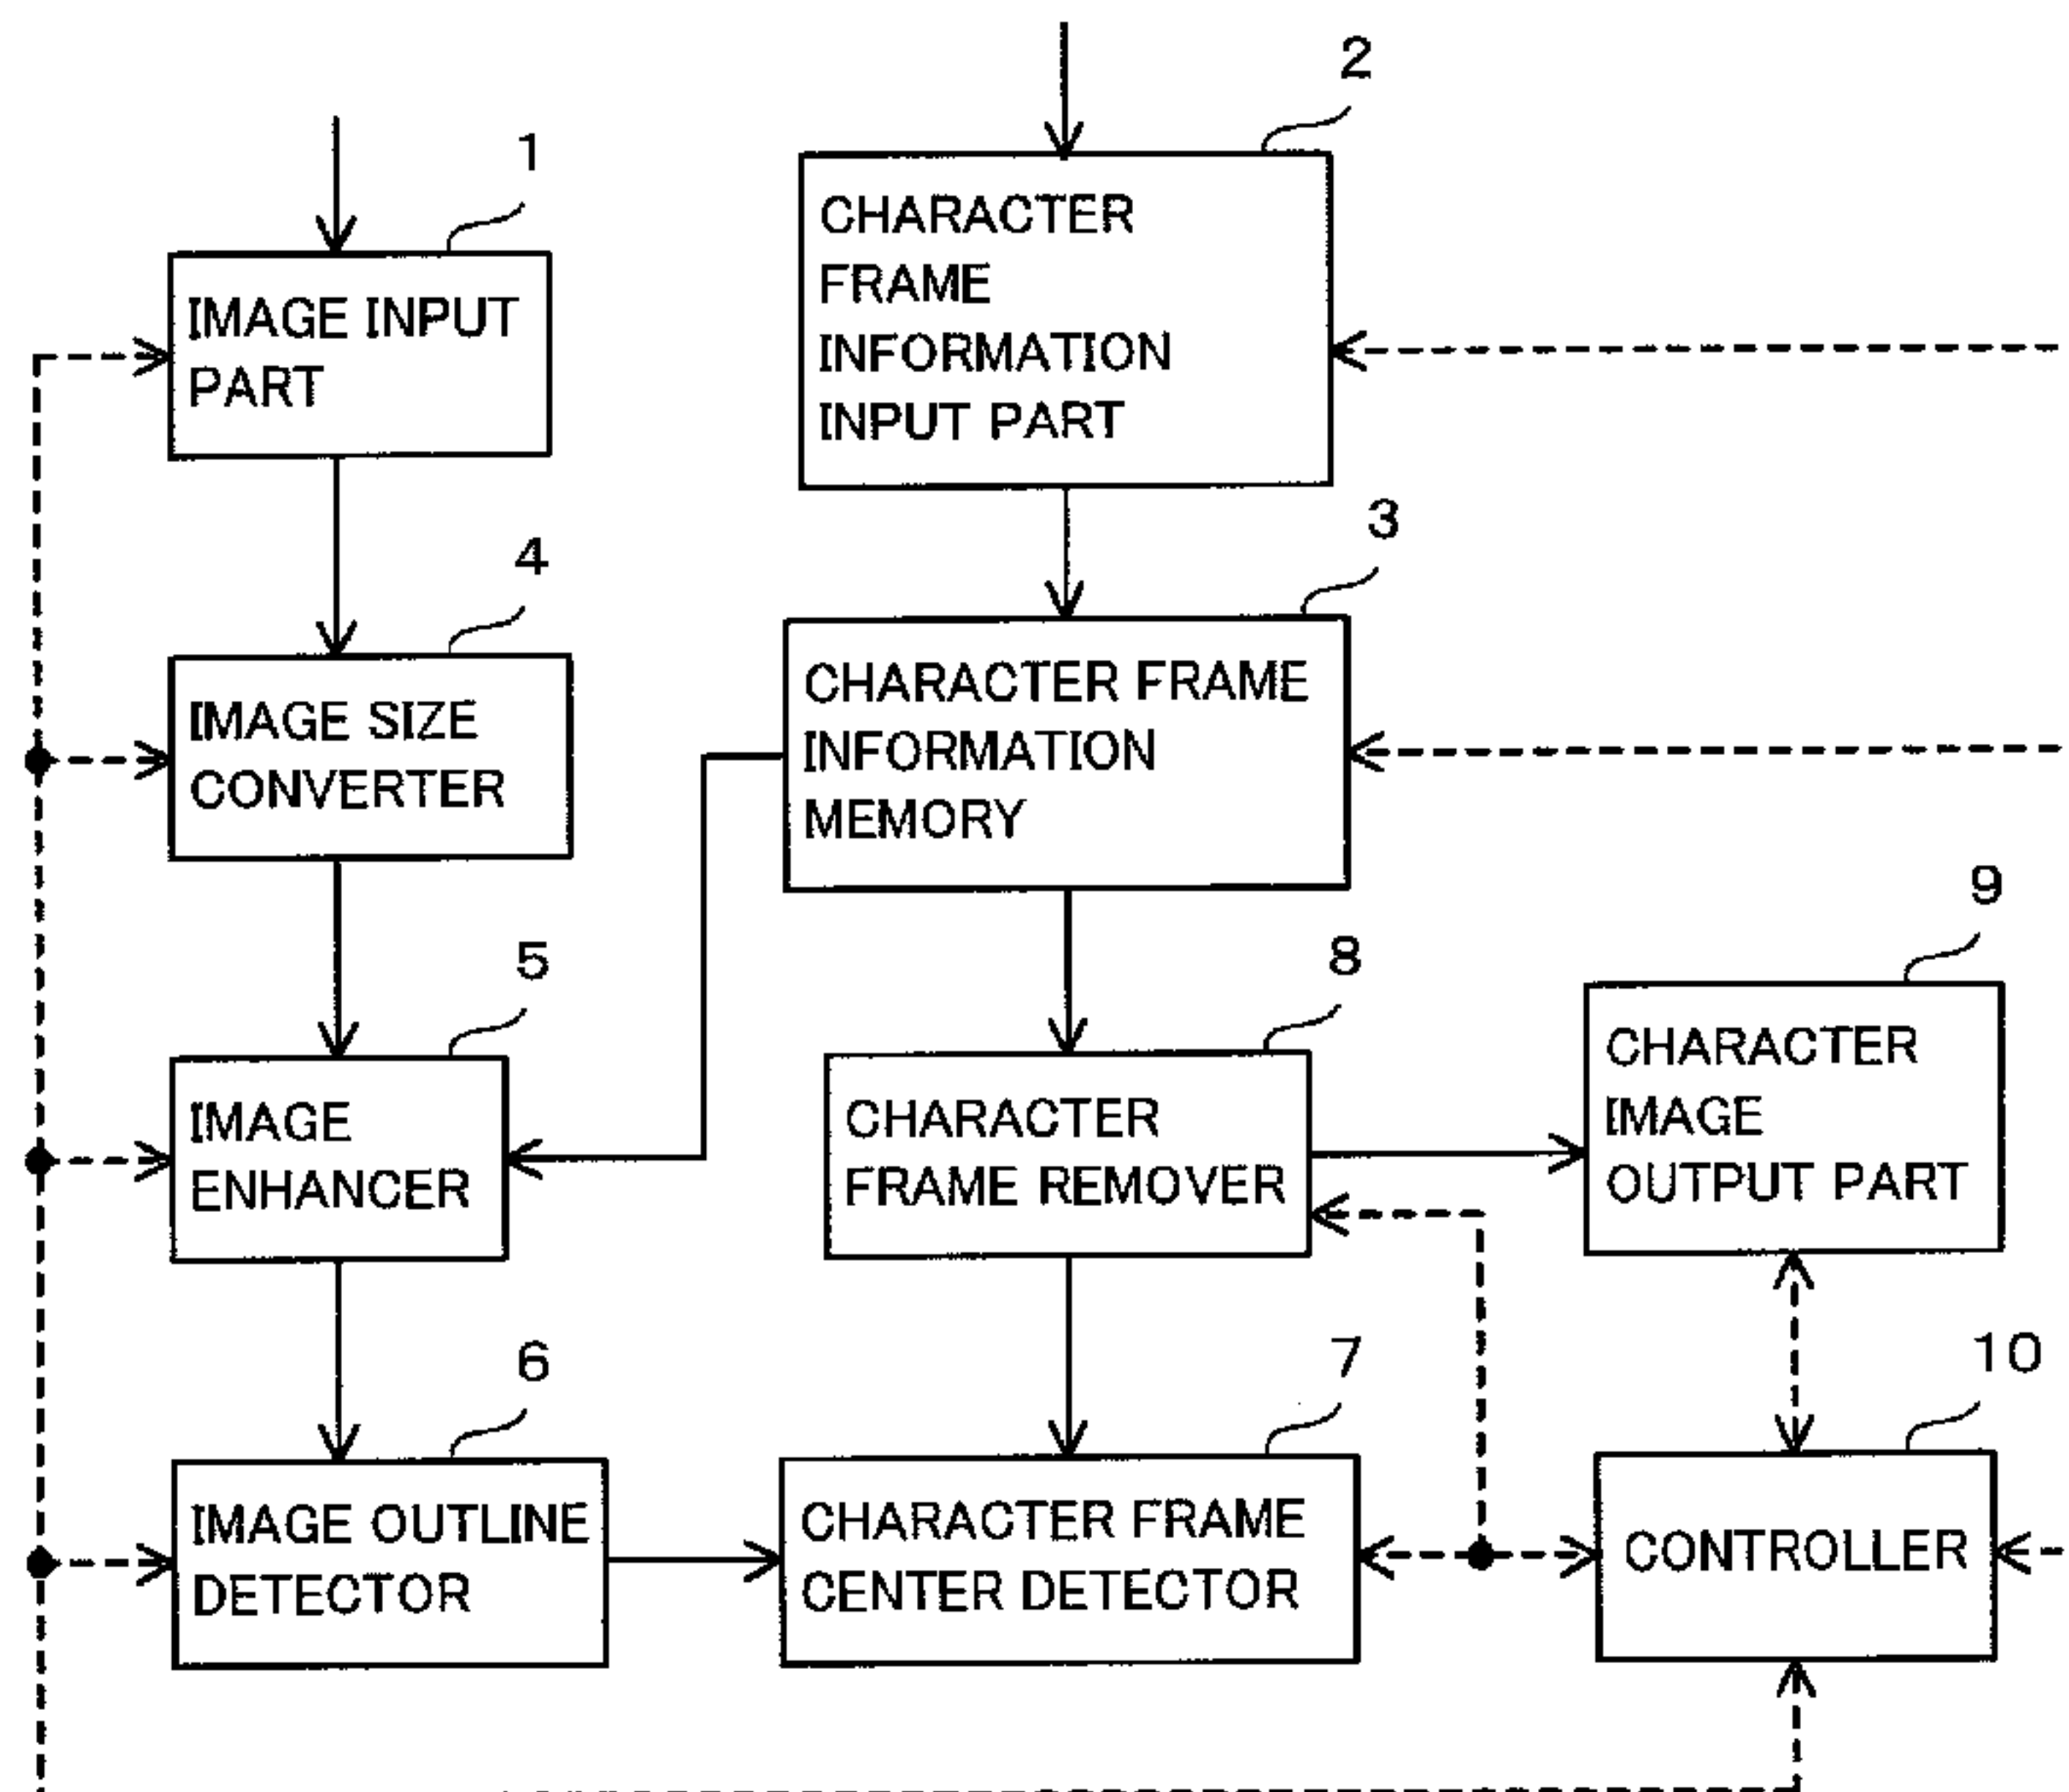 1
IMAGE INPUT
PART
2
CHARACTER
FRAME
INFORMATION
INPUT PART
3
CHARACTER FRAME
INFORMATION
MEMORY
4
IMAGE SIZE
CONVERTER
5
IMAGE
ENHANCER
8
CHARACTER
FRAME REMOVER
9
CHARACTER
IMAGE
OUTPUT PART
6
IMAGE OUTLINE
DETECTOR
7
CHARACTER FRAME
CENTER DETECTOR
10
CONTROLLER